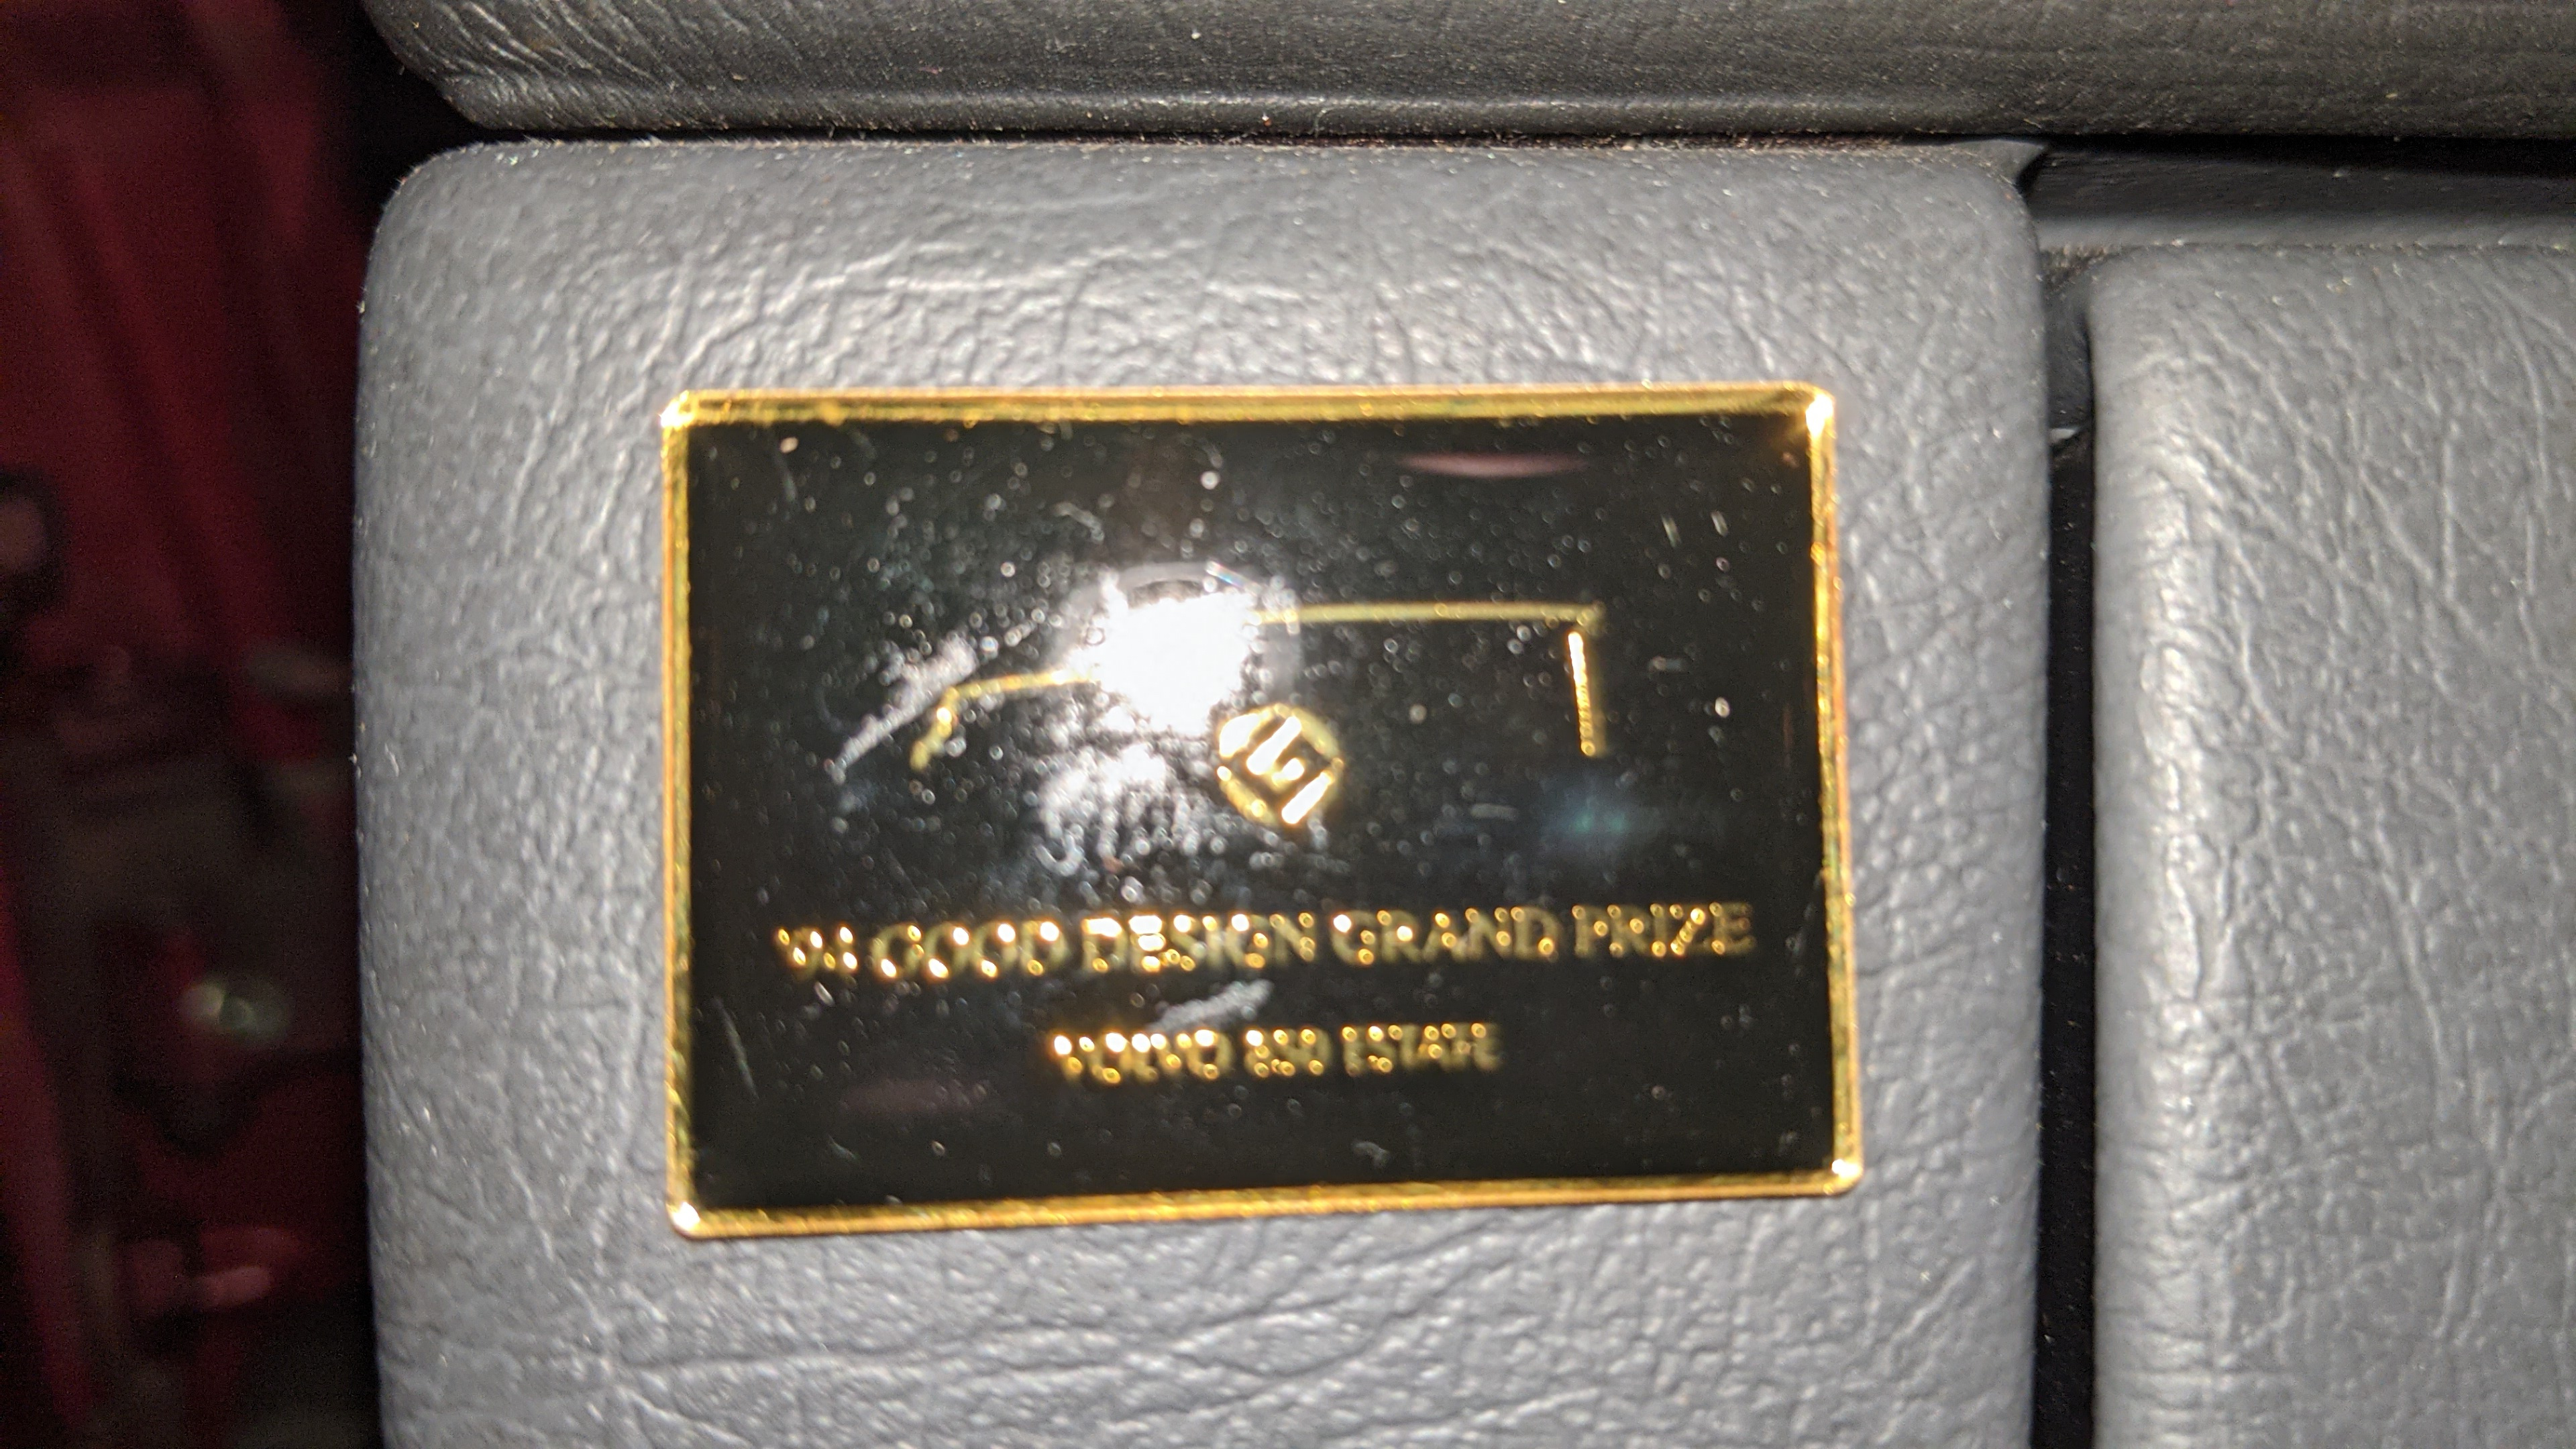 '94 GOOD DESIGN GRAND PRIZE
VOLVO 850 ESTATE